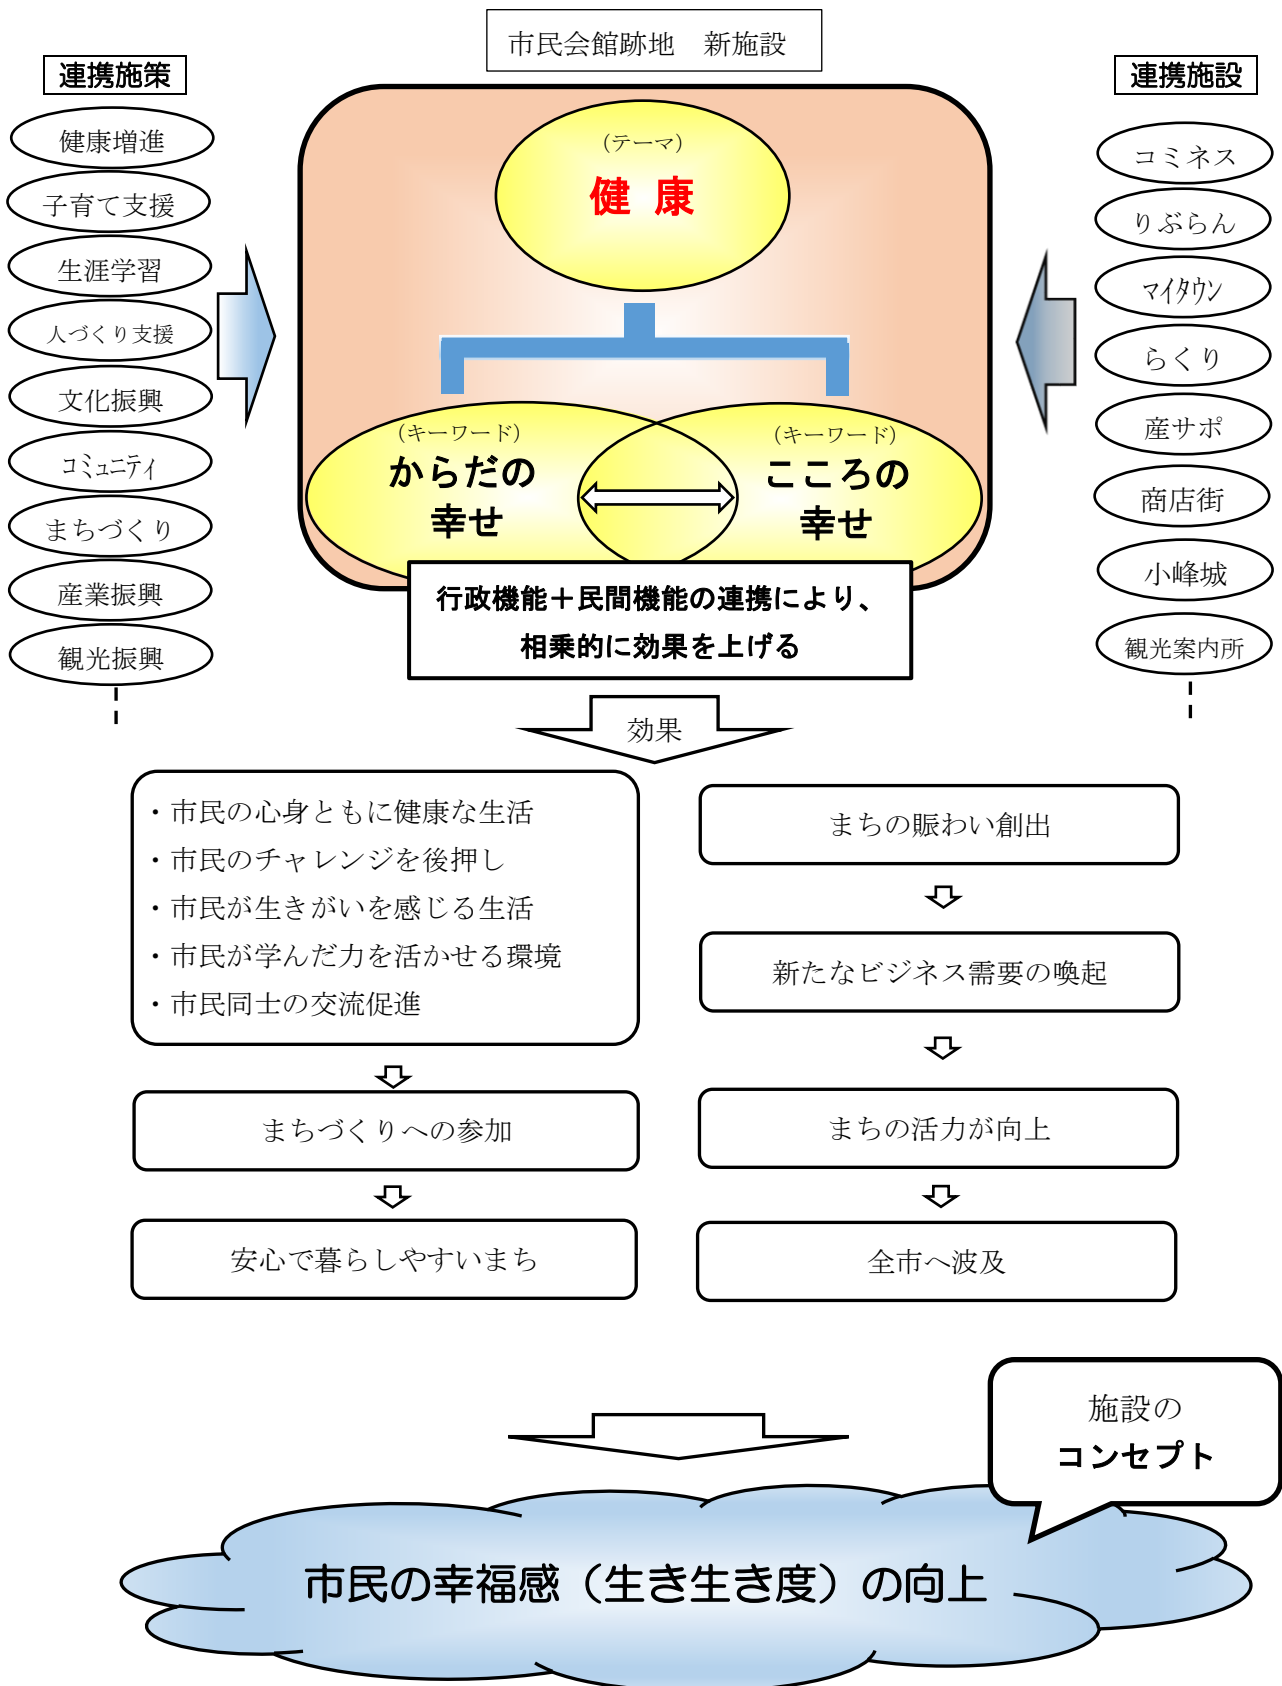 市民会館跡地　新施設
連携施策
健康増進
子育て支援
生涯学習
人づくり支援
文化振興
コミュニティ
まちづくり
産業振興
観光振興
連携施設
コミネス
りぶらん
マイタウン
らくり
産サポ
商店街
小峰城
観光案内所
（テーマ）
健 康
（キーワード）
からだの
幸せ
（キーワード）
こころの
幸せ
行政機能＋民間機能の連携により、
相乗的に効果を上げる
効果
・市民の心身ともに健康な生活
・市民のチャレンジを後押し
・市民が生きがいを感じる生活
・市民が学んだ力を活かせる環境
・市民同士の交流促進
まちづくりへの参加
安心で暮らしやすいまち
まちの賑わい創出
新たなビジネス需要の喚起
まちの活力が向上
全市へ波及
施設の
コンセプト
市民の幸福感（生き生き度）の向上